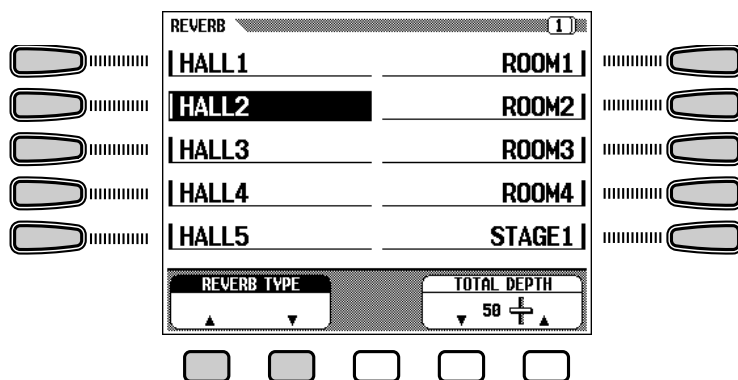 REVERB 1
HALL1 ROOM1
HALL2 ROOM2
HALL3 ROOM3
HALL4 ROOM4
HALL5 STAGE1
REVERB TYPE TOTAL DEPTH
▲ ▼ ▼ 50 ▲